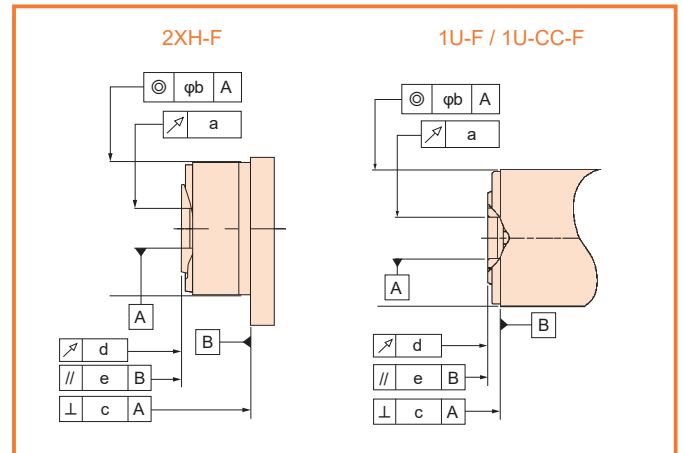 2XH-F
◎ φb A
↗ a
A
B
↗ d
// e B
⊥ c A
1U-F / 1U-CC-F
◎ φb A
↗ a
A
B
↗ d
// e B
⊥ c A